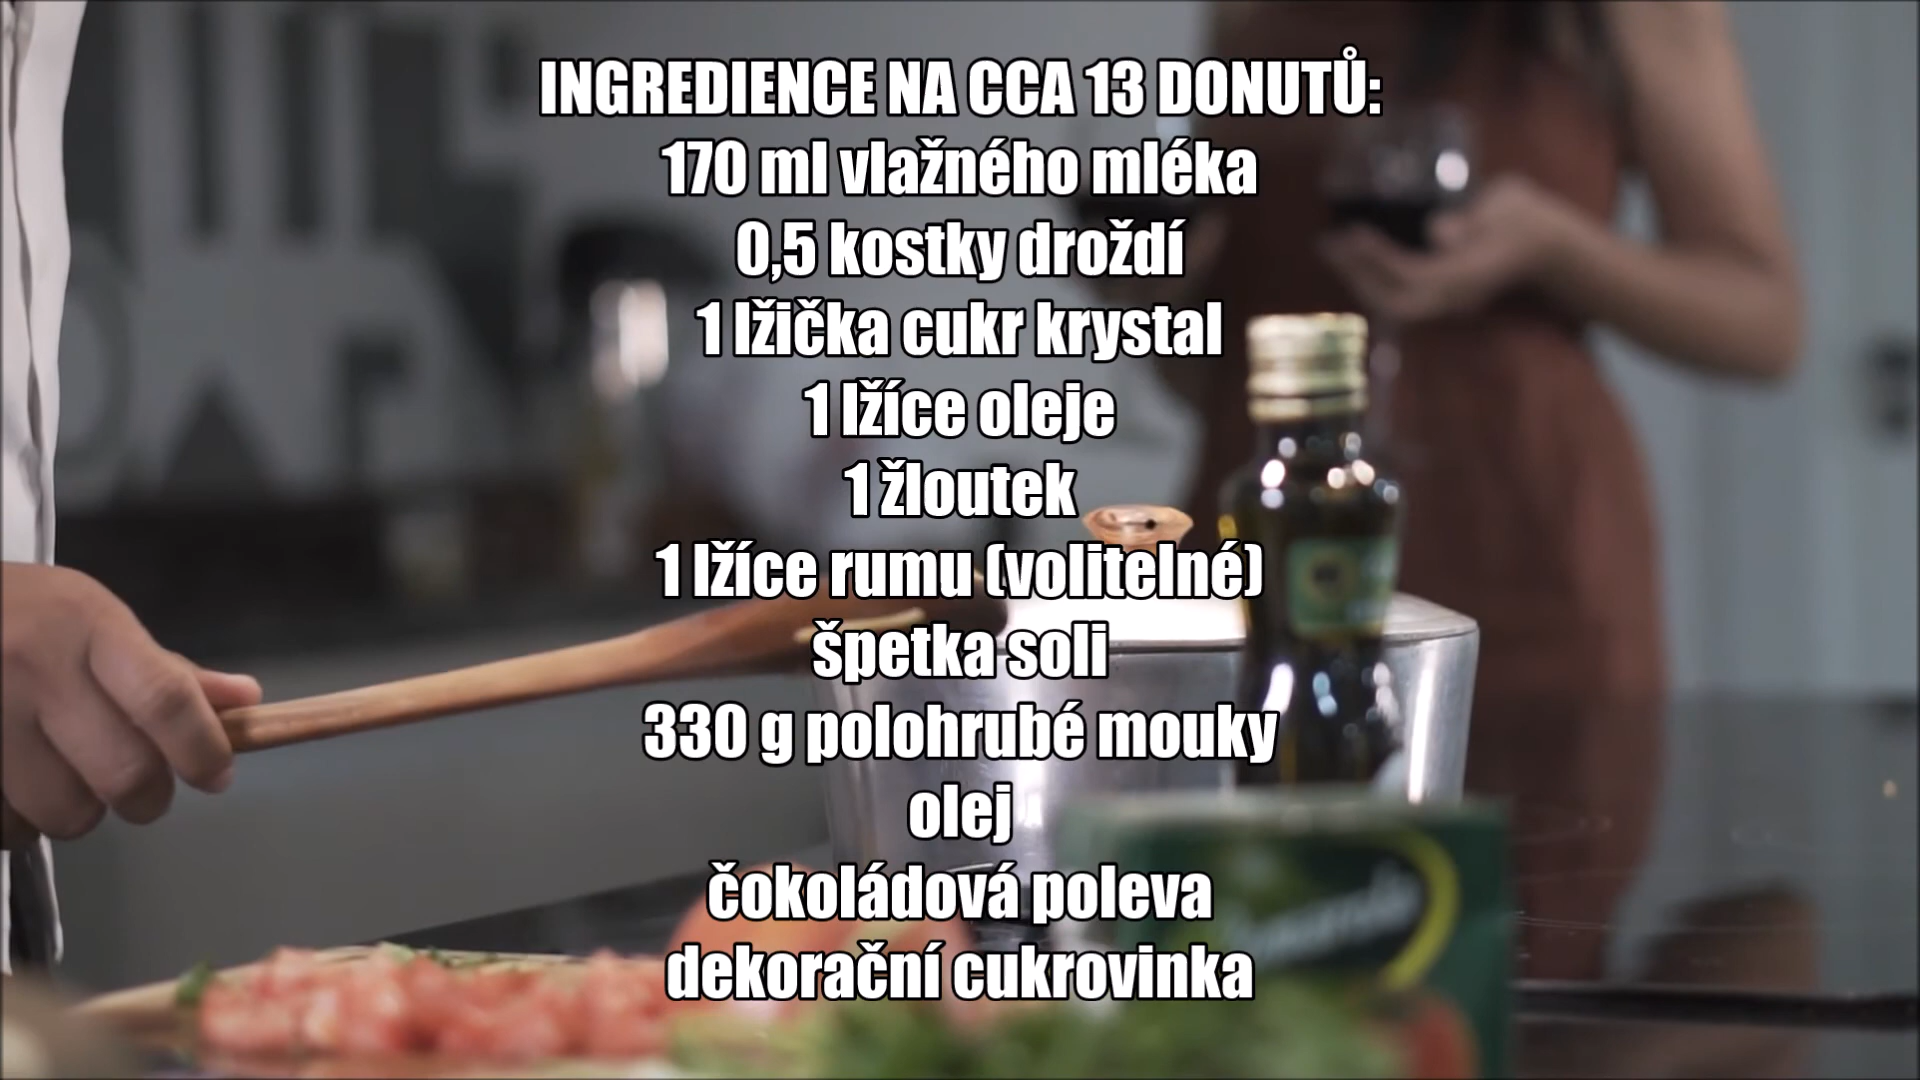 INGREDIENCE NA CCA 13 DONUTŮ:
170 ml vlažného mléka
0,5 kostky droždí
1 lžička cukr krystal
1 lžíce oleje
1 žloutek
1 lžíce rumu (volitelné)
špetka soli
330 g polohrubé mouky
olej
čokoládová poleva
dekorační cukrovinka